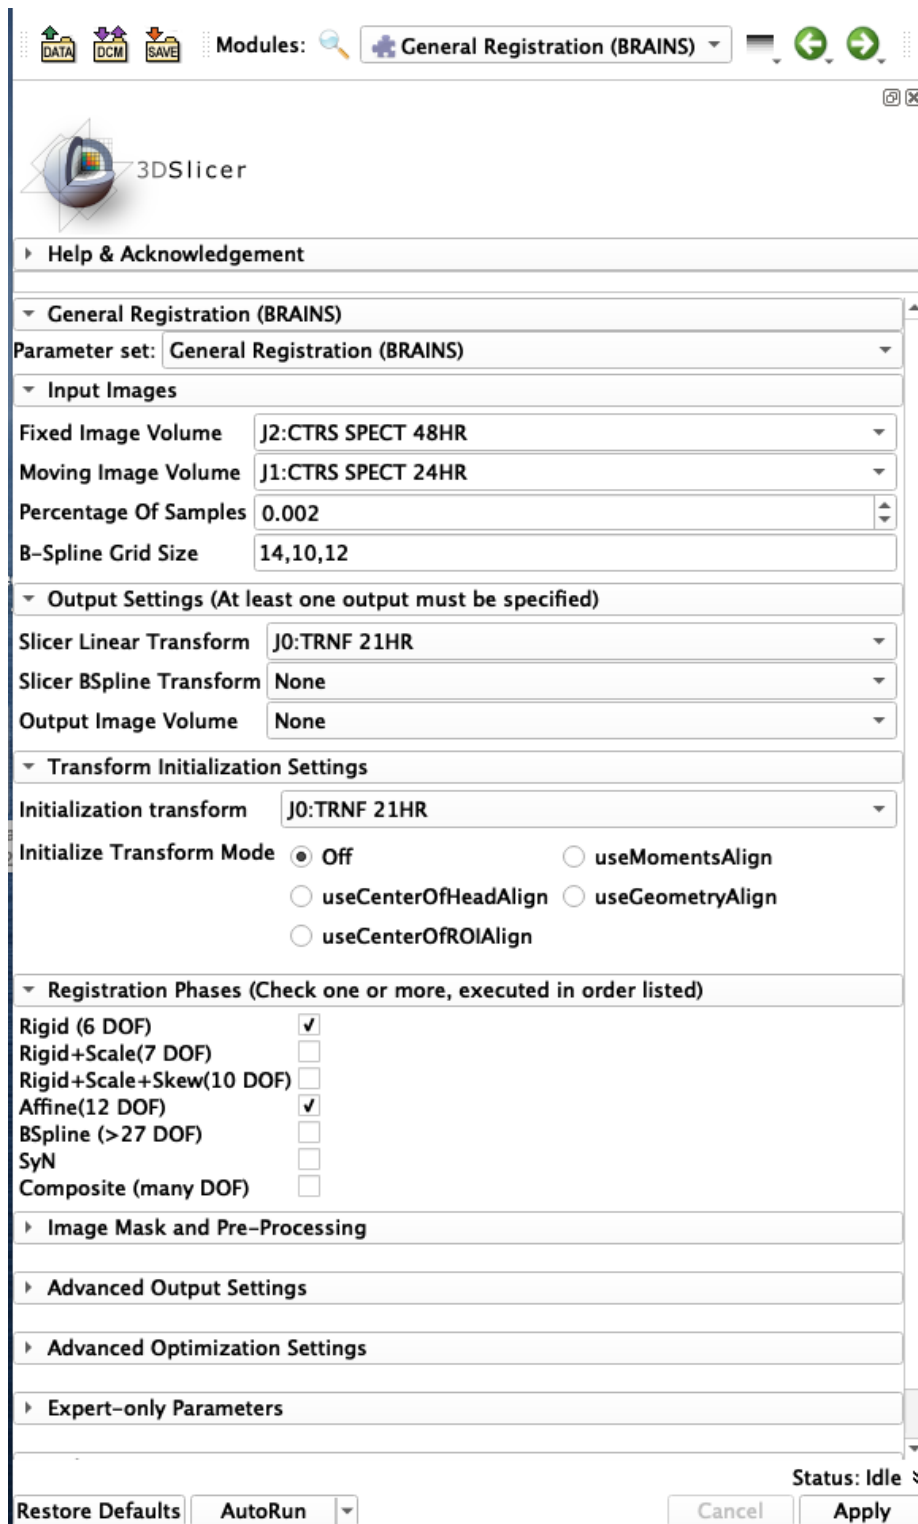 DATA DCM SAVE Modules: General Registration (BRAINS)
3DSlicer
Help & Acknowledgement
General Registration (BRAINS)
Parameter set: General Registration (BRAINS)
Input Images
Fixed Image Volume J2:CTRS SPECT 48HR
Moving Image Volume J1:CTRS SPECT 24HR
Percentage Of Samples 0.002
B-Spline Grid Size 14,10,12
Output Settings (At least one output must be specified)
Slicer Linear Transform J0:TRNF 21HR
Slicer BSpline Transform None
Output Image Volume None
Transform Initialization Settings
Initialization transform J0:TRNF 21HR
Initialize Transform Mode Off useMomentsAlign
useCenterOfHeadAlign useGeometryAlign
useCenterOfROIAlign
Registration Phases (Check one or more, executed in order listed)
Rigid (6 DOF)
Rigid+Scale(7 DOF)
Rigid+Scale+Skew(10 DOF)
Affine(12 DOF)
BSpline (>27 DOF)
SyN
Composite (many DOF)
Image Mask and Pre-Processing
Advanced Output Settings
Advanced Optimization Settings
Expert-only Parameters
Status: Idle
Restore Defaults AutoRun Cancel Apply